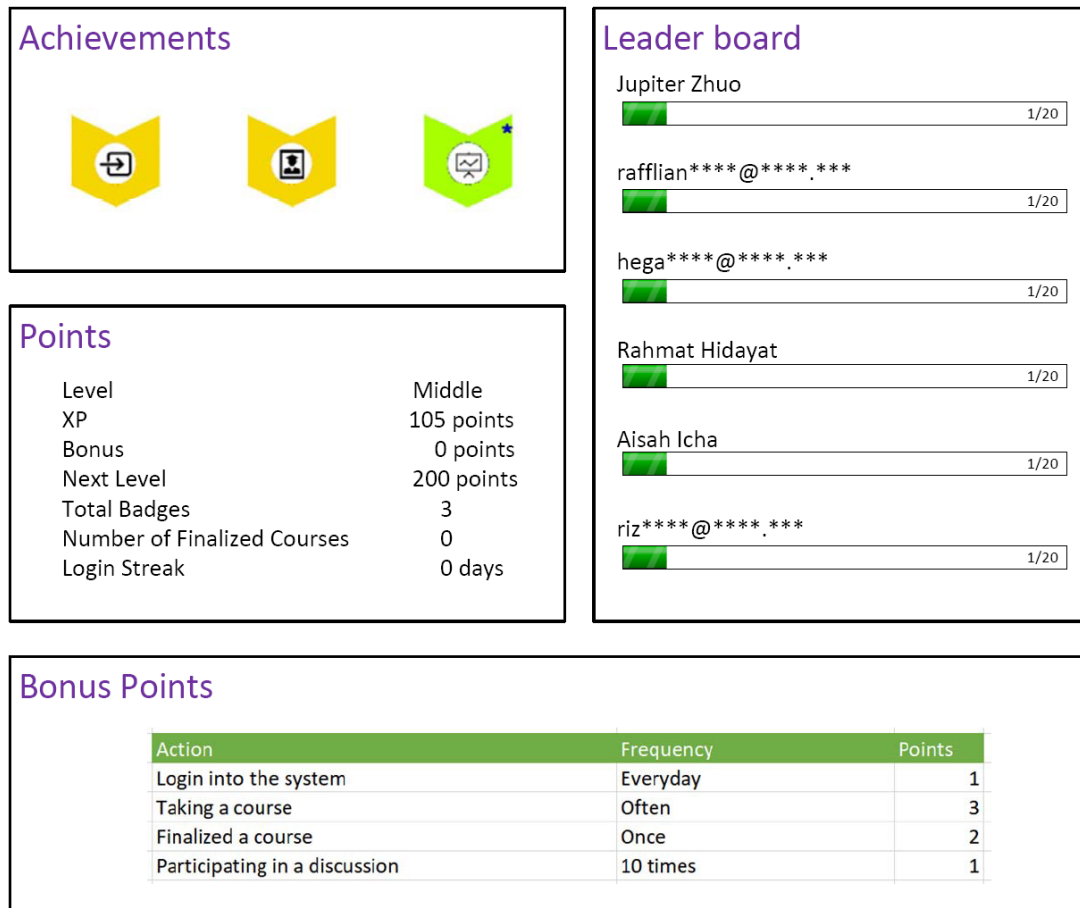 Achievements
*
Points
Level Middle
XP 105 points
Bonus 0 points
Next Level 200 points
Total Badges 3
Number of Finalized Courses 0
Login Streak 0 days
Leader board
Jupiter Zhuo
1/20
rafflian****@****.***
1/20
hega****@****.***
1/20
Rahmat Hidayat
1/20
Aisah Icha
1/20
riz****@****.***
1/20
Bonus Points
Action Frequency Points
Login into the system Everyday 1
Taking a course Often 3
Finalized a course Once 2
Participating in a discussion 10 times 1